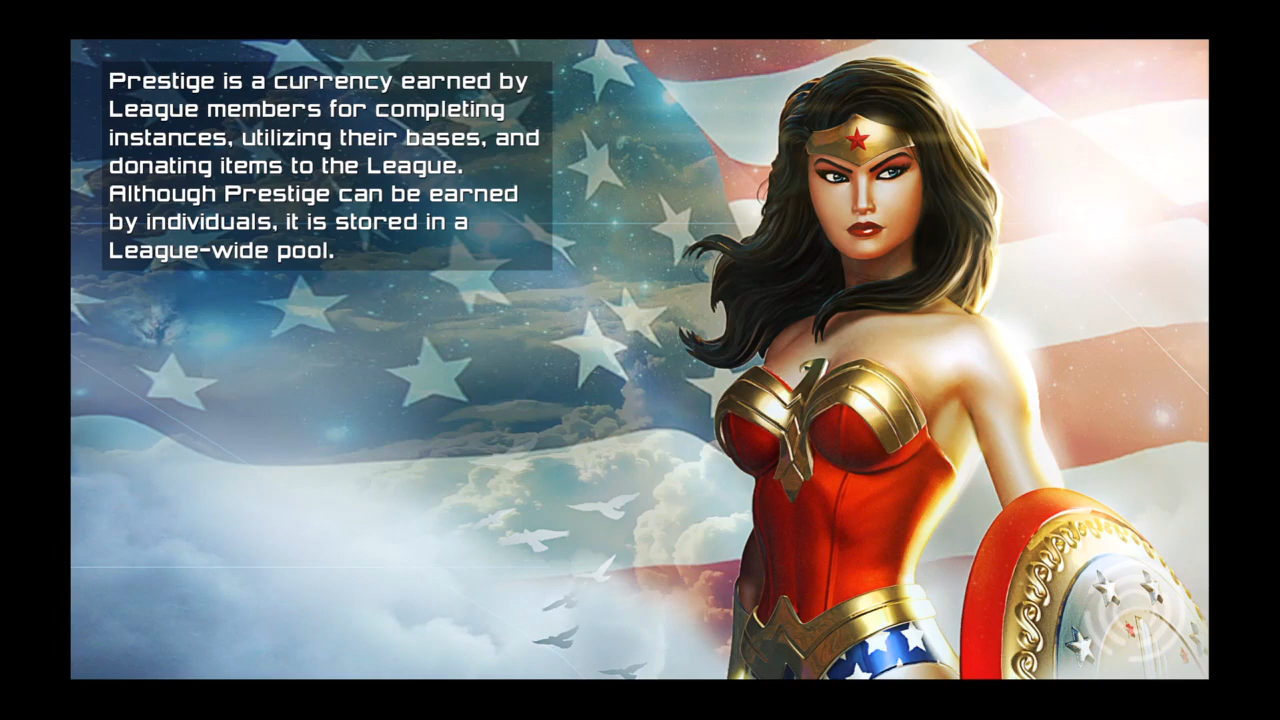 Prestige is a currency earned by
League members for completing
instances, utilizing their bases, and
donating items to the League.
Although Prestige can be earned
by individuals, it is stored in a
League-wide pool.